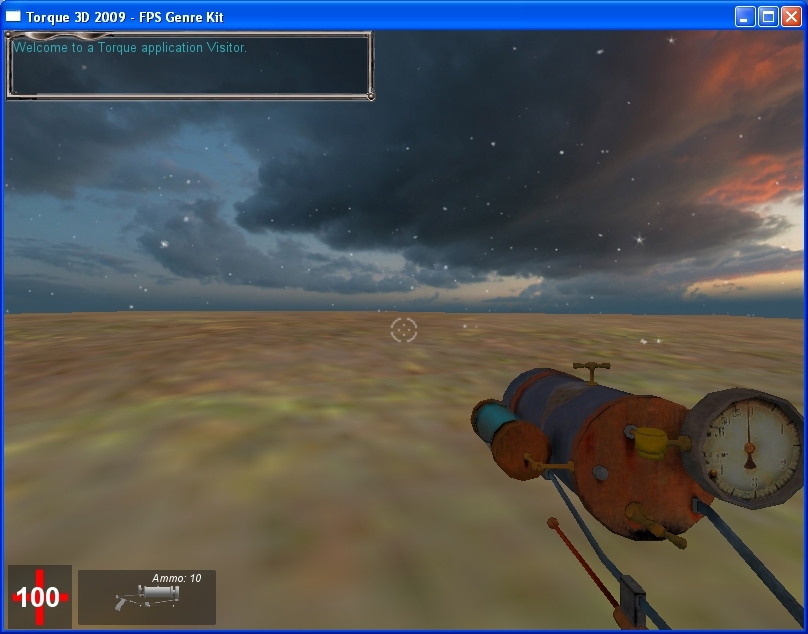 Torque 3D 2009 - FPS Genre Kit
Welcome to a Torque application Visitor.
100
Ammo: 10